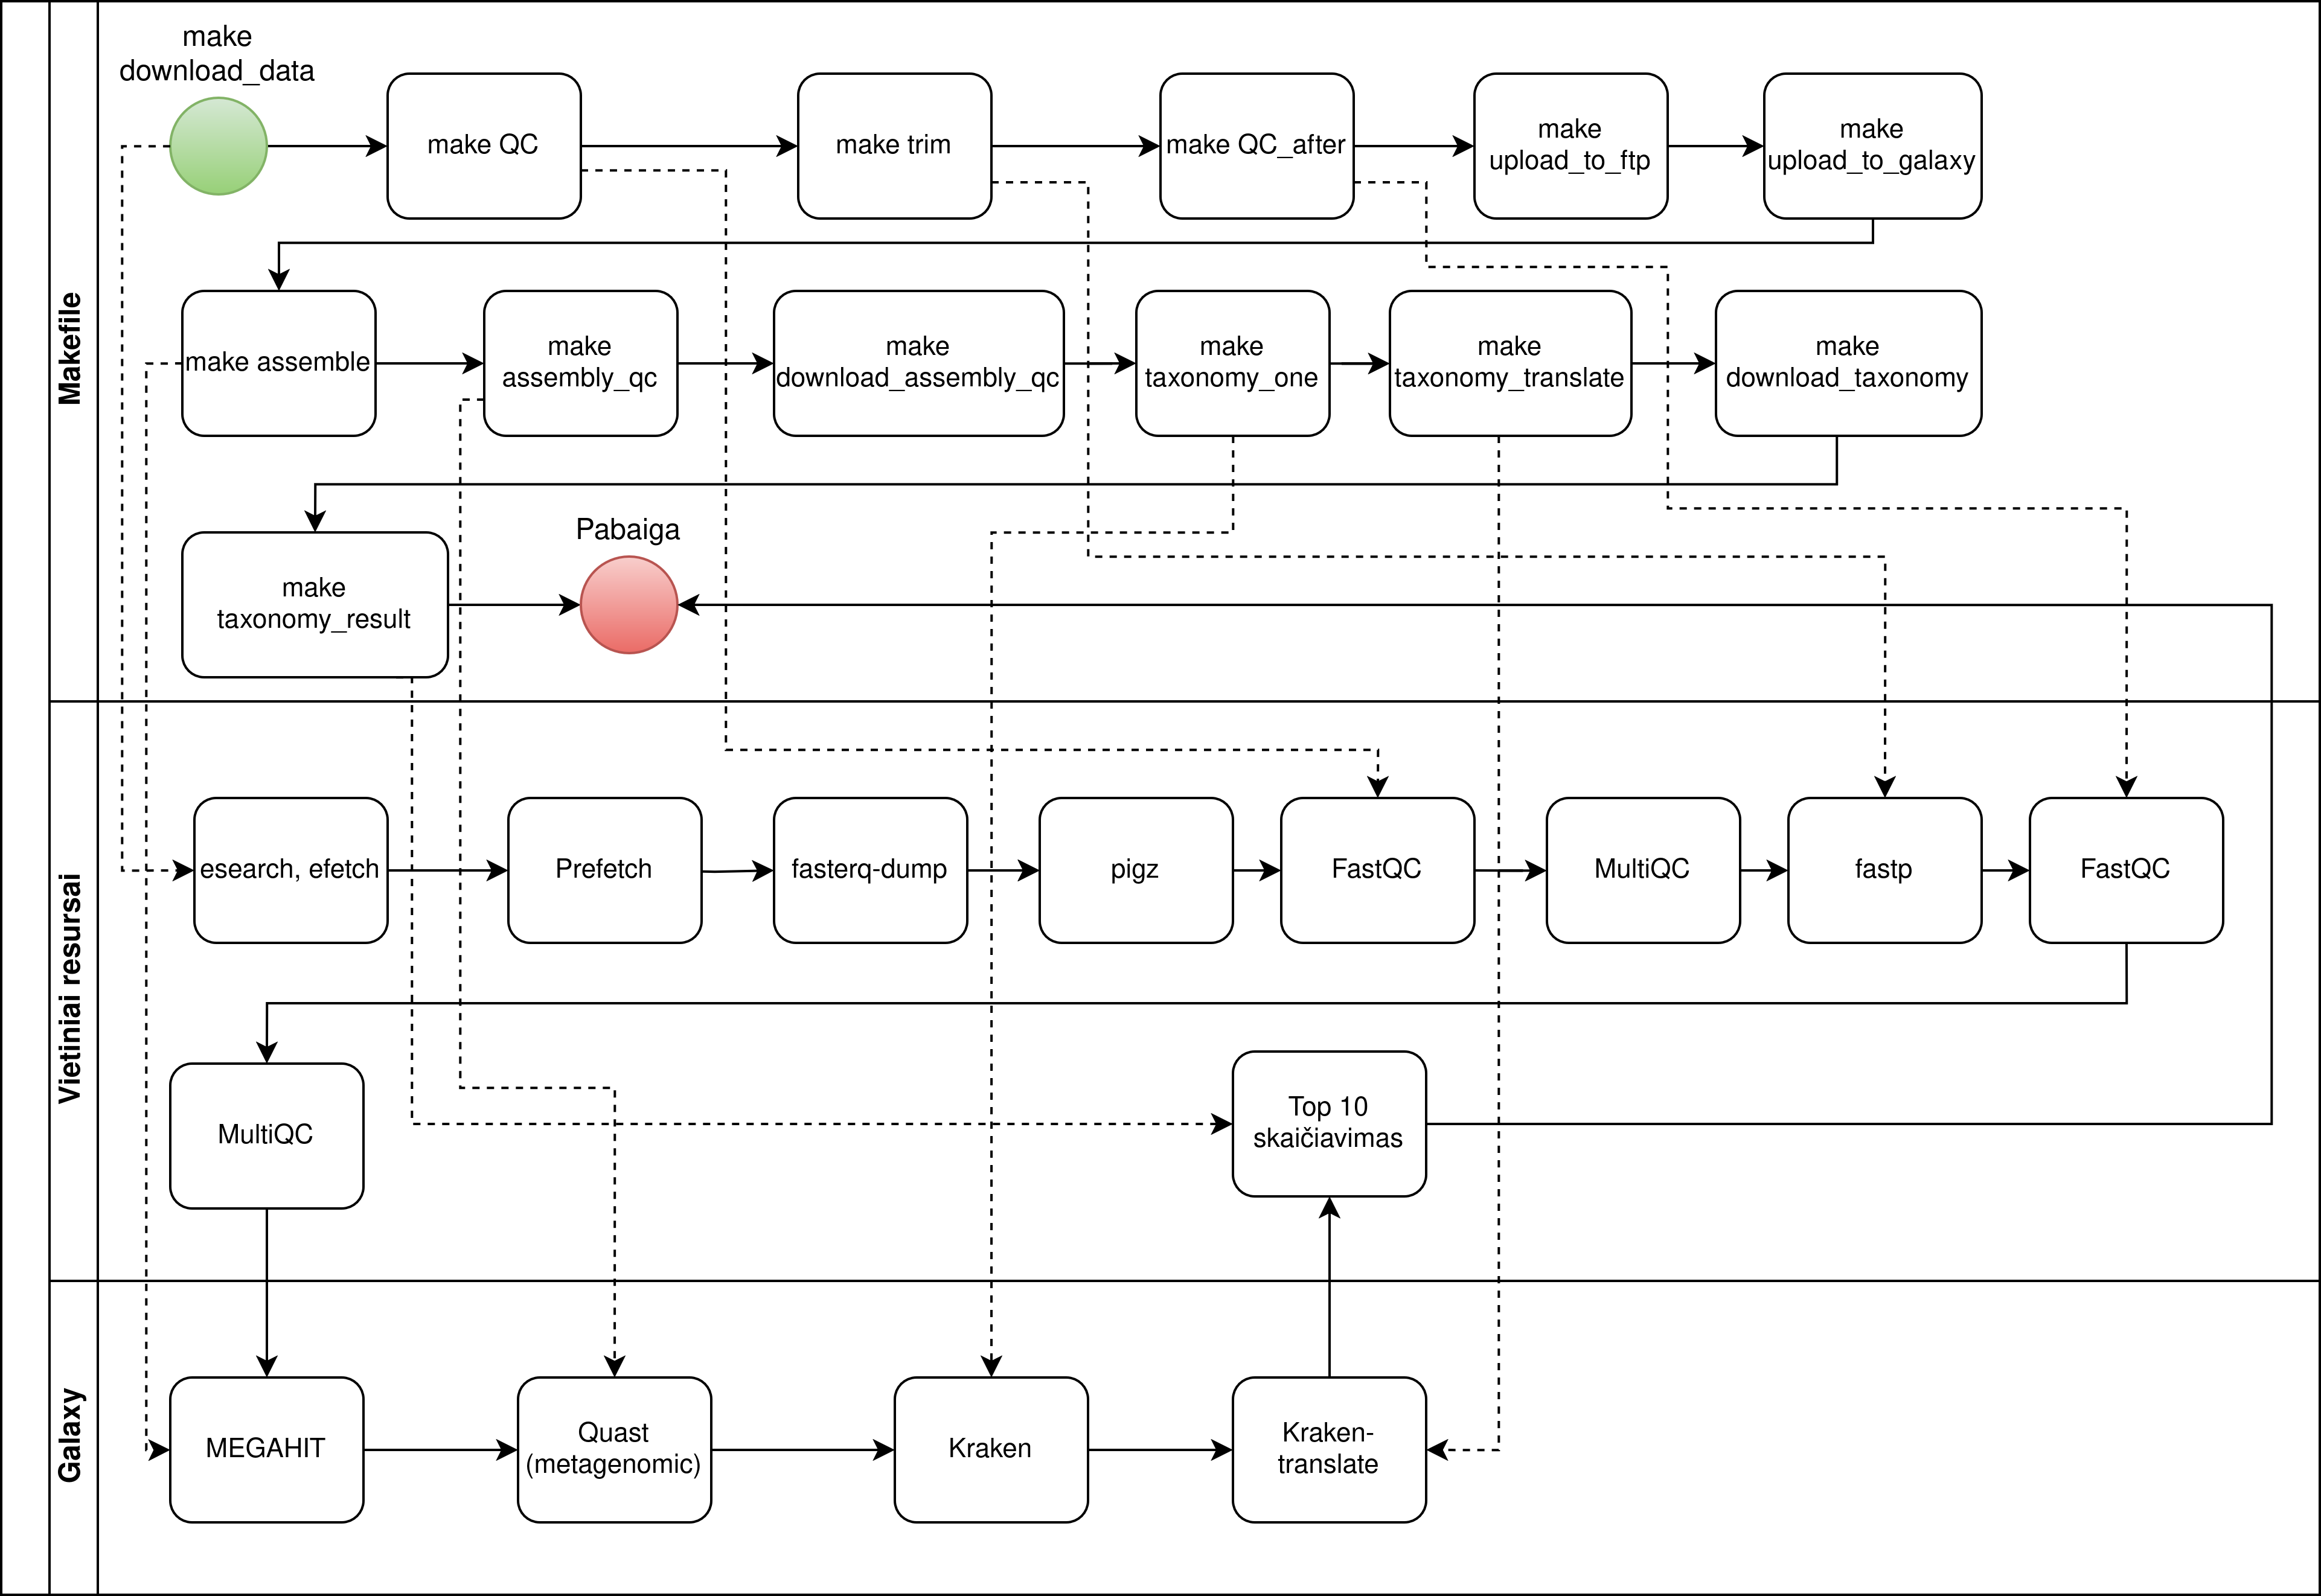 Makefile
make
download_data
make QC
make trim
make QC_after
make
upload_to_ftp
make
upload_to_galaxy
make assemble
make
assembly_qc
make
download_assembly_qc
make
taxonomy_one
make
taxonomy_translate
make
download_taxonomy
make
taxonomy_result
Pabaiga
Vietiniai resursai
esearch, efetch
Prefetch
fasterq-dump
pigz
FastQC
MultiQC
fastp
FastQC
MultiQC
Top 10
skaičiavimas
Galaxy
MEGAHIT
Quast
(metagenomic)
Kraken
Kraken-
translate